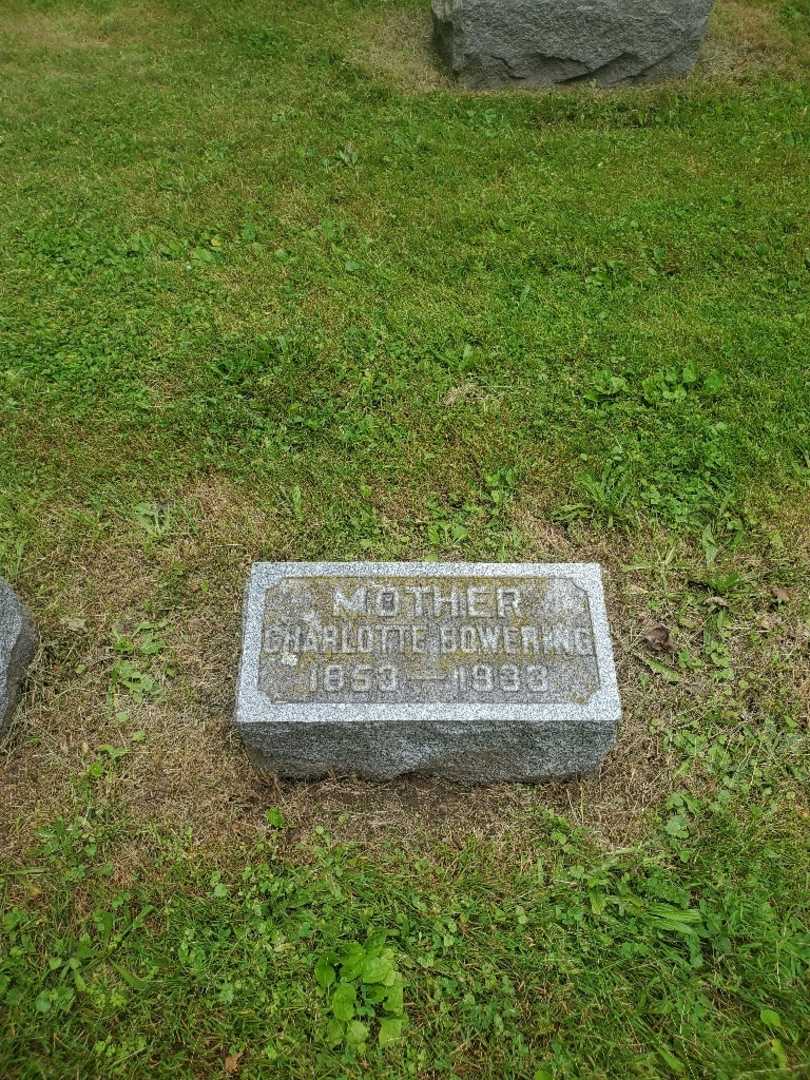 MOTHER
CHARLOTTE BOWERING
1853 — 1933